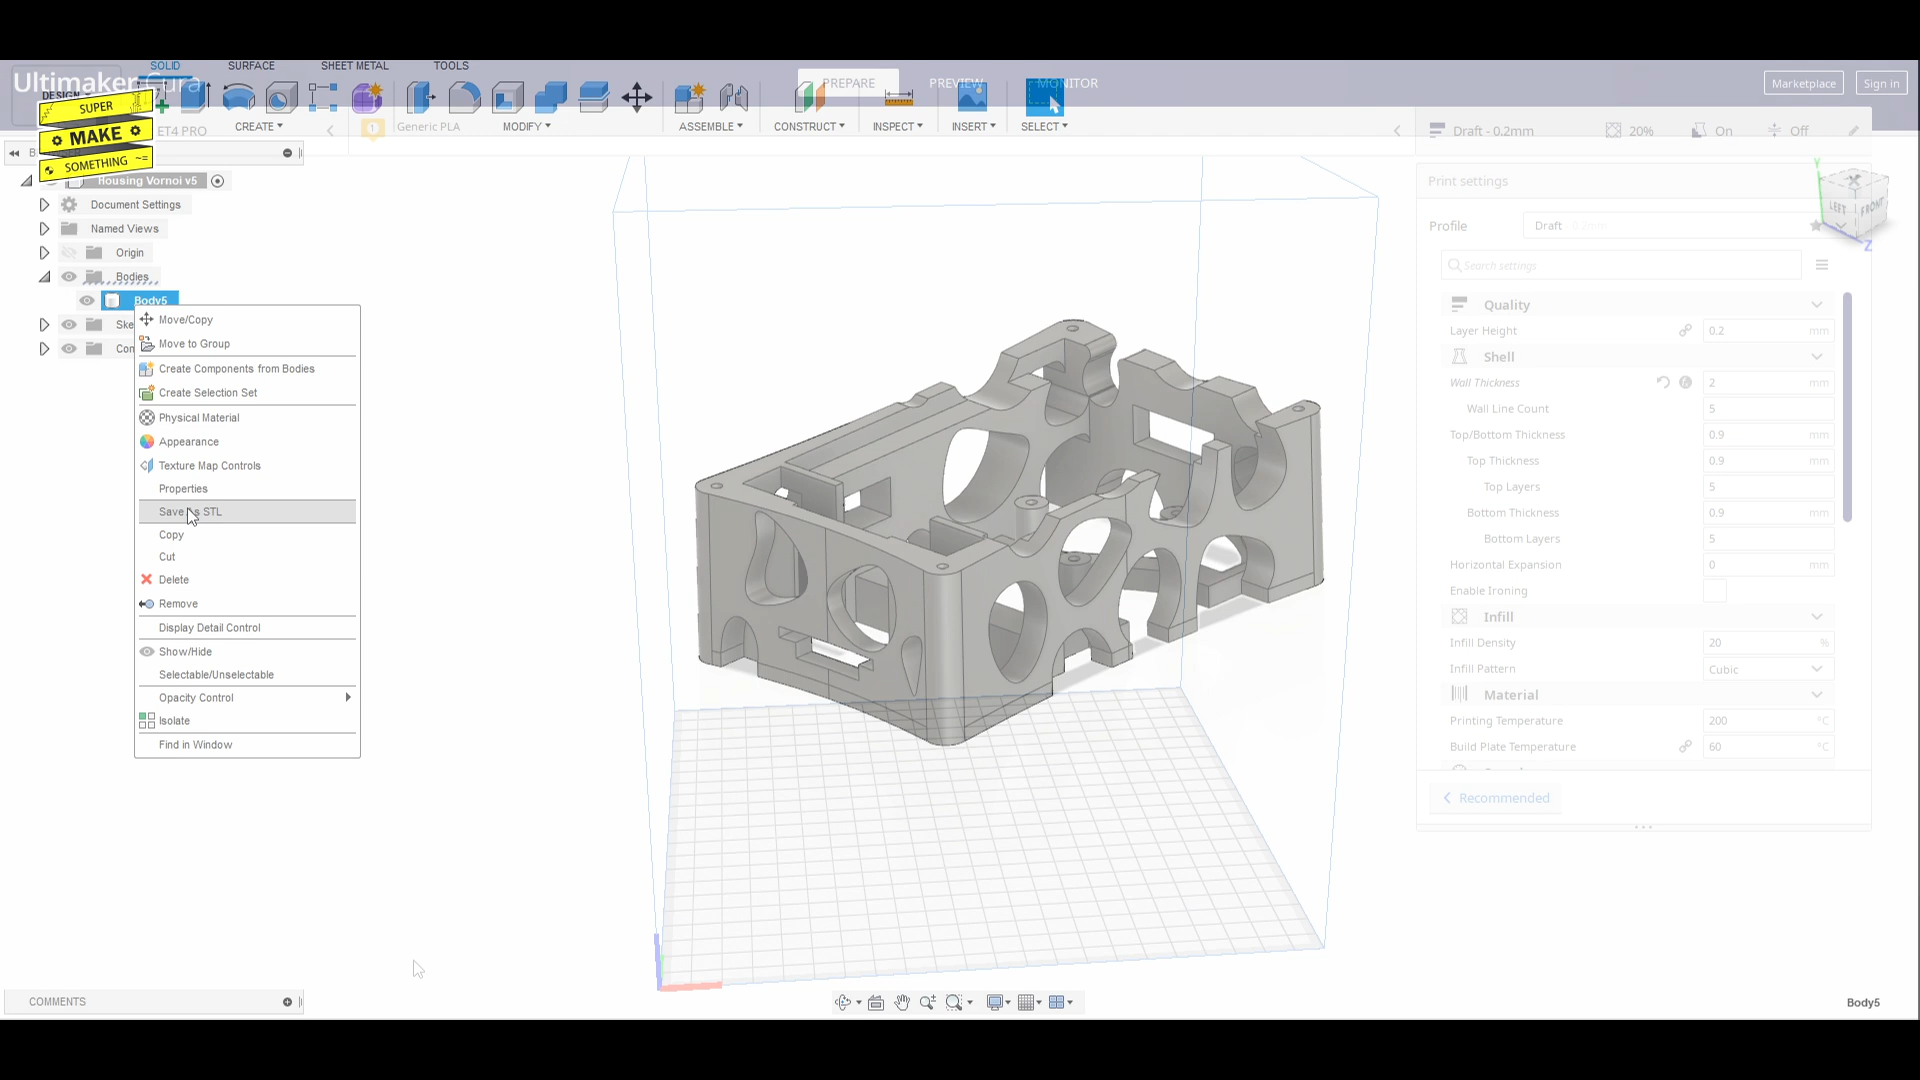 SOLID SURFACE SHEET METAL TOOLS
Ultimaker Cura PREPARE PREVIEW MONITOR Marketplace Sign in
DESIGN
SUPER
MAKE
SOMETHING
ET4 PRO CREATE 1 Generic PLA MODIFY ASSEMBLE CONSTRUCT INSPECT INSERT SELECT
Draft - 0.2mm 20% On Off
Housing Vornoi v5
Document Settings
Named Views
Origin
Bodies
Body5
Ske
Con
Move/Copy
Move to Group
Create Components from Bodies
Create Selection Set
Physical Material
Appearance
Texture Map Controls
Properties
Save As STL
Copy
Cut
Delete
Remove
Display Detail Control
Show/Hide
Selectable/Unselectable
Opacity Control
Isolate
Find in Window
Print settings
Profile Draft 0.2mm
Search settings
Quality
Layer Height 0.2 mm
Shell
Wall Thickness 2 mm
Wall Line Count 5
Top/Bottom Thickness 0.9 mm
Top Thickness 0.9 mm
Top Layers 5
Bottom Thickness 0.9 mm
Bottom Layers 5
Horizontal Expansion 0 mm
Enable Ironing
Infill
Infill Density 20 %
Infill Pattern Cubic
Material
Printing Temperature 200 °C
Build Plate Temperature 60 °C
Recommended
Y
LEFT FRONT
Z
COMMENTS
Body5